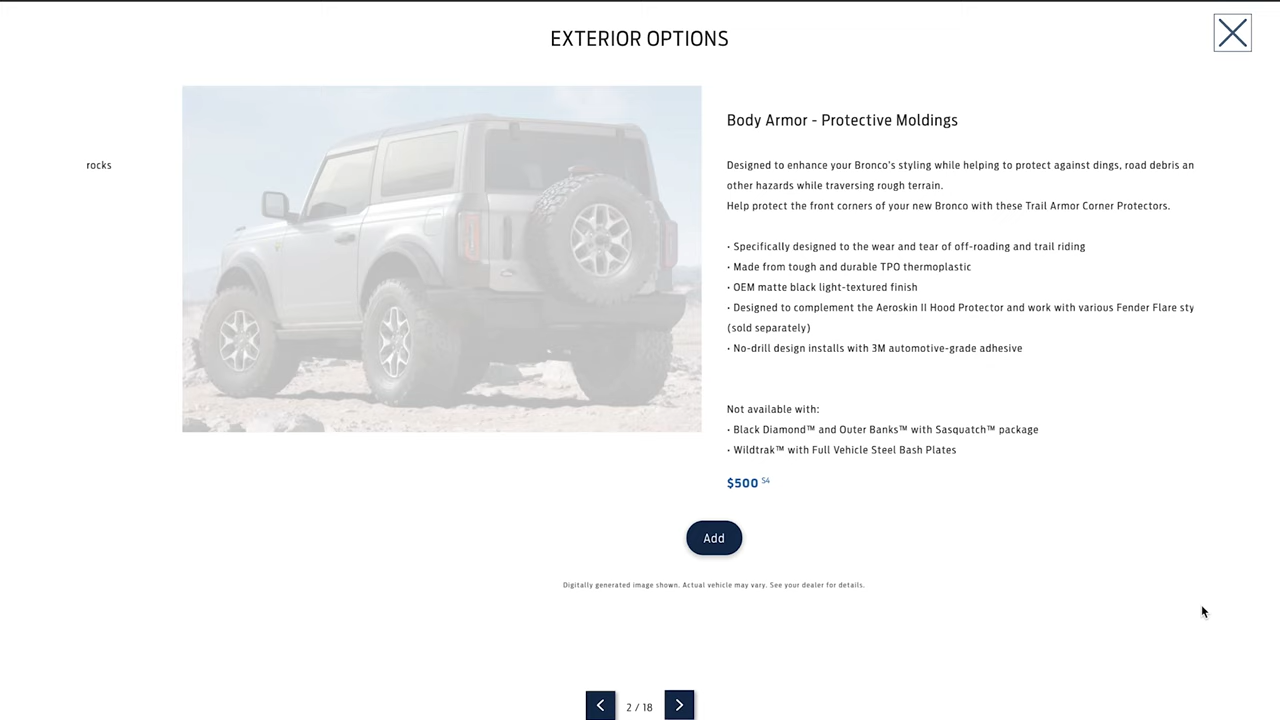 EXTERIOR OPTIONS
rocks
Body Armor - Protective Moldings
Designed to enhance your Bronco's styling while helping to protect against dings, road debris an
other hazards while traversing rough terrain.
Help protect the front corners of your new Bronco with these Trail Armor Corner Protectors.
• Specifically designed to the wear and tear of off-roading and trail riding
• Made from tough and durable TPO thermoplastic
• OEM matte black light-textured finish
• Designed to complement the Aeroskin II Hood Protector and work with various Fender Flare sty
(sold separately)
• No-drill design installs with 3M automotive-grade adhesive
Not available with:
• Black Diamond™ and Outer Banks™ with Sasquatch™ package
• Wildtrak™ with Full Vehicle Steel Bash Plates
$500 S4
Add
Digitally generated image shown. Actual vehicle may vary. See your dealer for details.
2 / 18